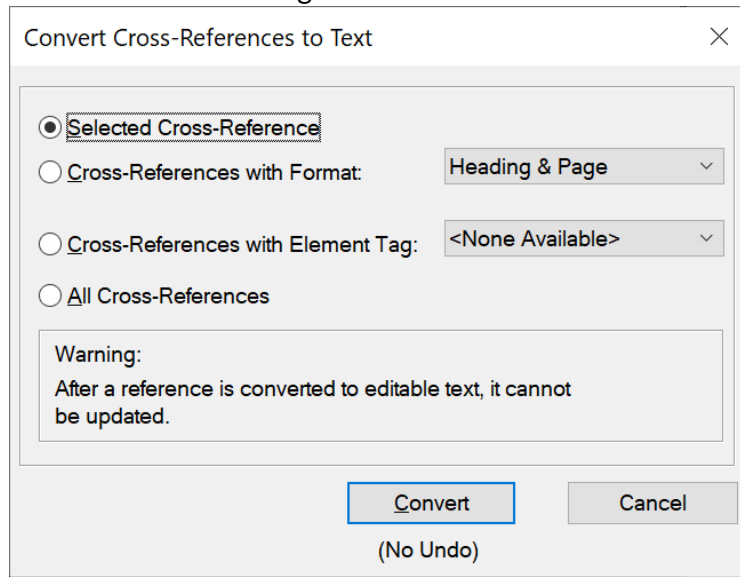 Convert Cross-References to Text
Selected Cross-Reference
Cross-References with Format: Heading & Page
Cross-References with Element Tag: <None Available>
All Cross-References
Warning:
After a reference is converted to editable text, it cannot
be updated.
Convert Cancel
(No Undo)